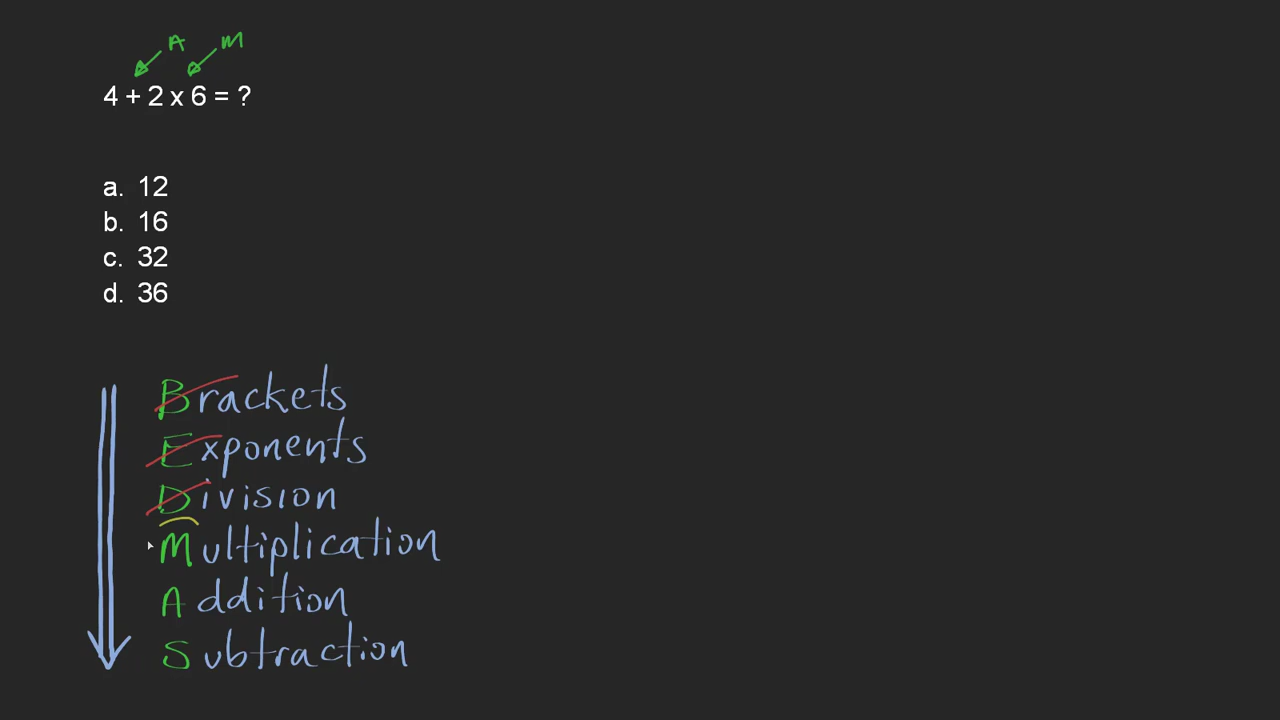 A M
4 + 2 x 6 = ?
a. 12
b. 16
c. 32
d. 36
Brackets
Exponents
Division
Multiplication
Addition
Subtraction